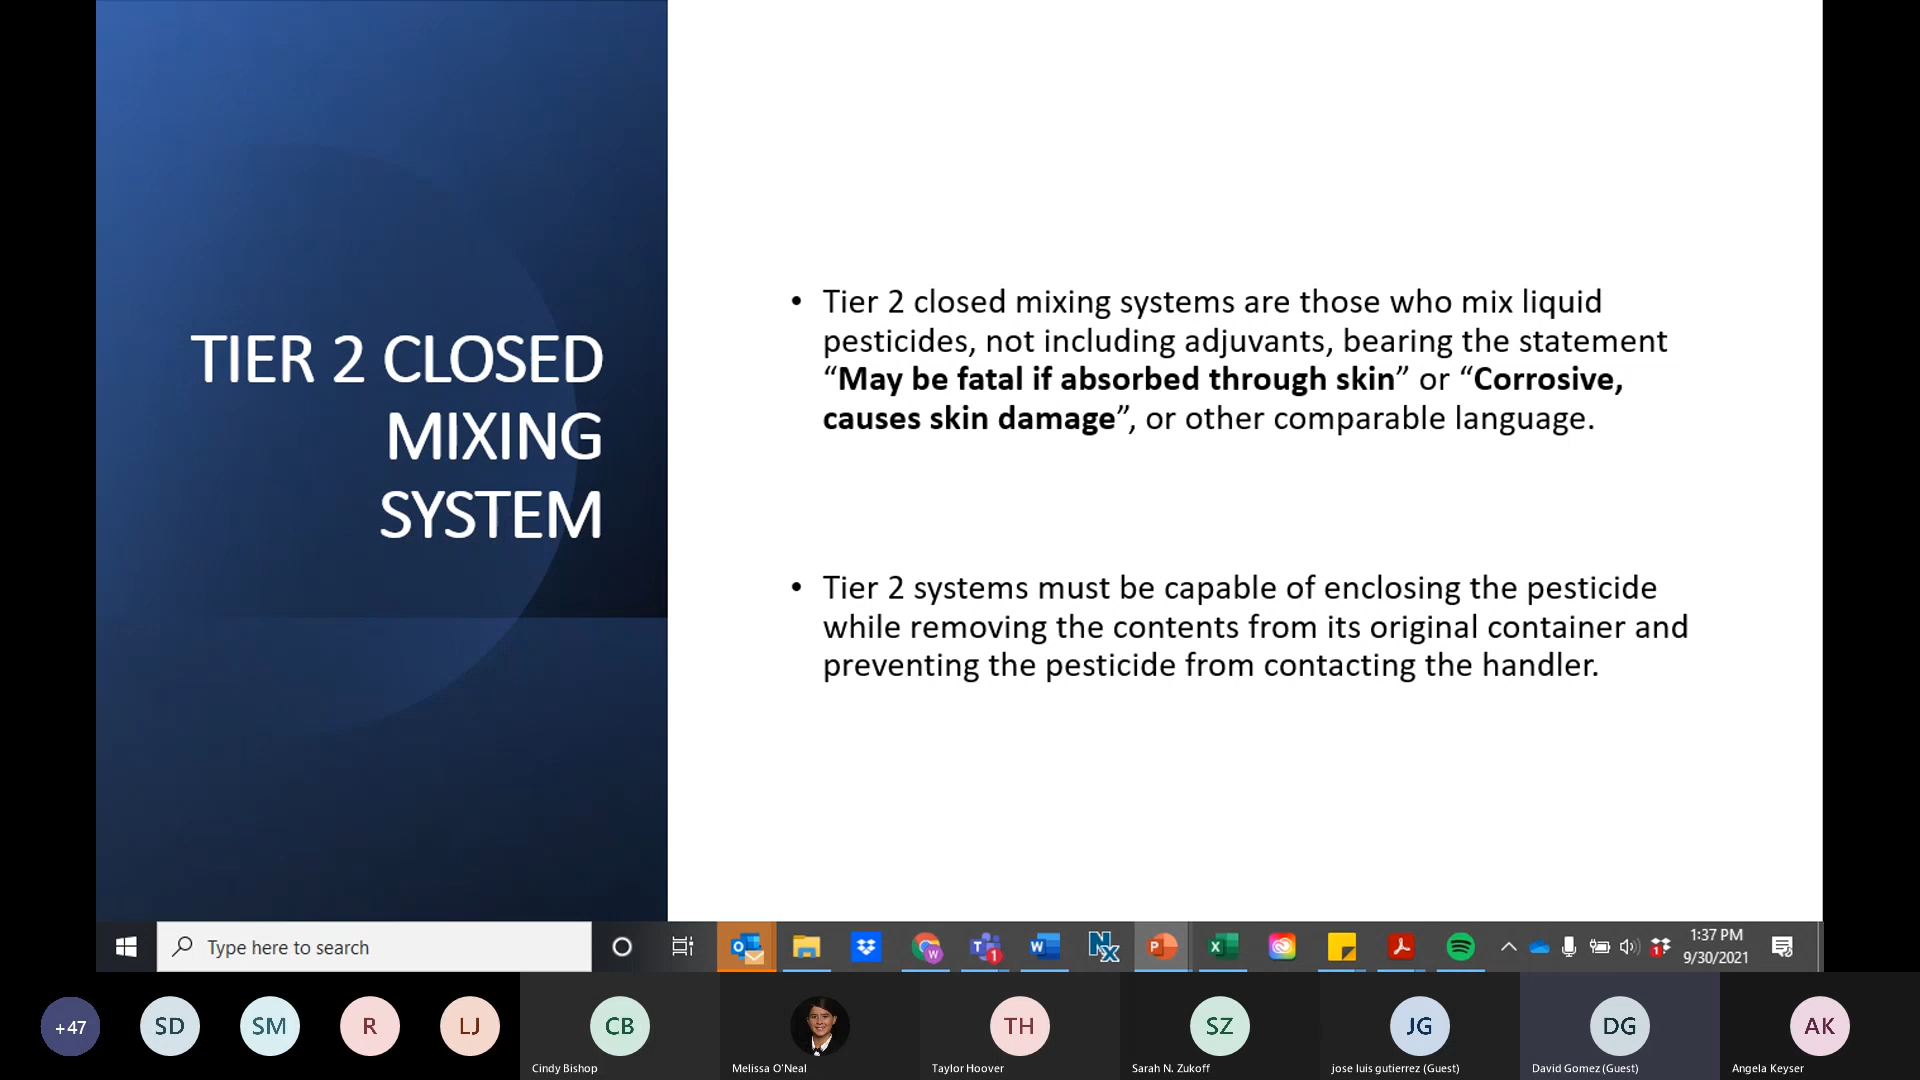 TIER 2 CLOSED
MIXING
SYSTEM
• Tier 2 closed mixing systems are those who mix liquid
pesticides, not including adjuvants, bearing the statement
“May be fatal if absorbed through skin” or “Corrosive,
causes skin damage”, or other comparable language.
• Tier 2 systems must be capable of enclosing the pesticide
while removing the contents from its original container and
preventing the pesticide from contacting the handler.
Type here to search
1:37 PM
9/30/2021
+47
SD
SM
R
LJ
CB
TH
SZ
JG
DG
AK
Cindy Bishop
Melissa O'Neal
Taylor Hoover
Sarah N. Zukoff
jose luis gutierrez (Guest)
David Gomez (Guest)
Angela Keyser